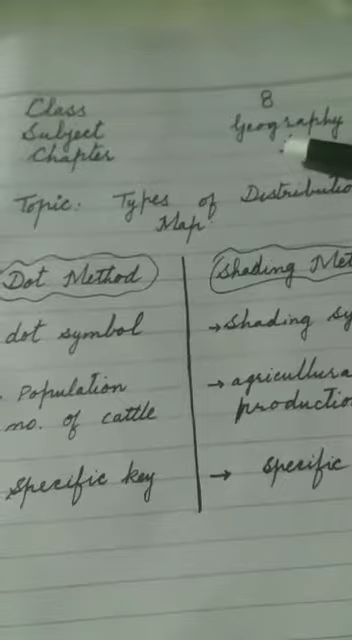 Class 8
Subject Geography
Chapter
Topic: Types of Distributio
Map
Dot Method
Shading Met
dot symbol
→ Shading sy
Population
no. of cattle
→ agricultura
productio
Specific key
→ specific